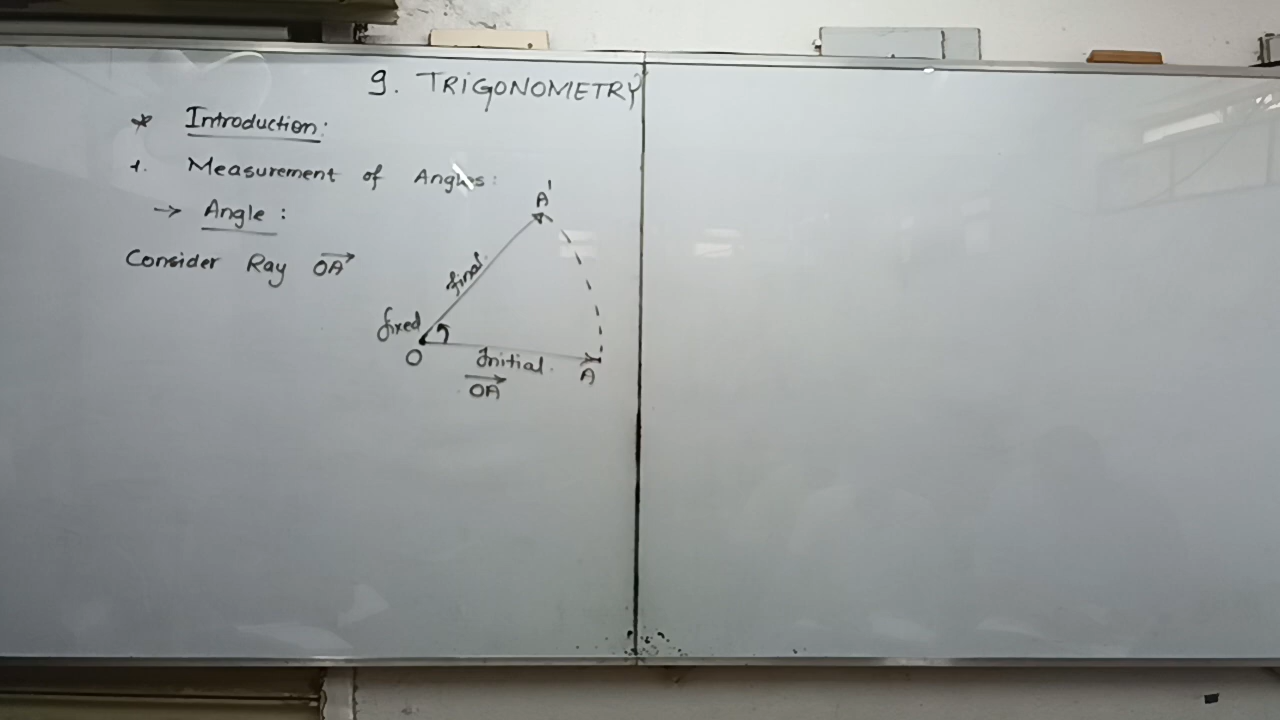 9. TRIGONOMETRY
* Introduction:
1. Measurement of Angles:
→ Angle:
Consider Ray OA→
A'
final
fixed
O
Initial
A
OA→